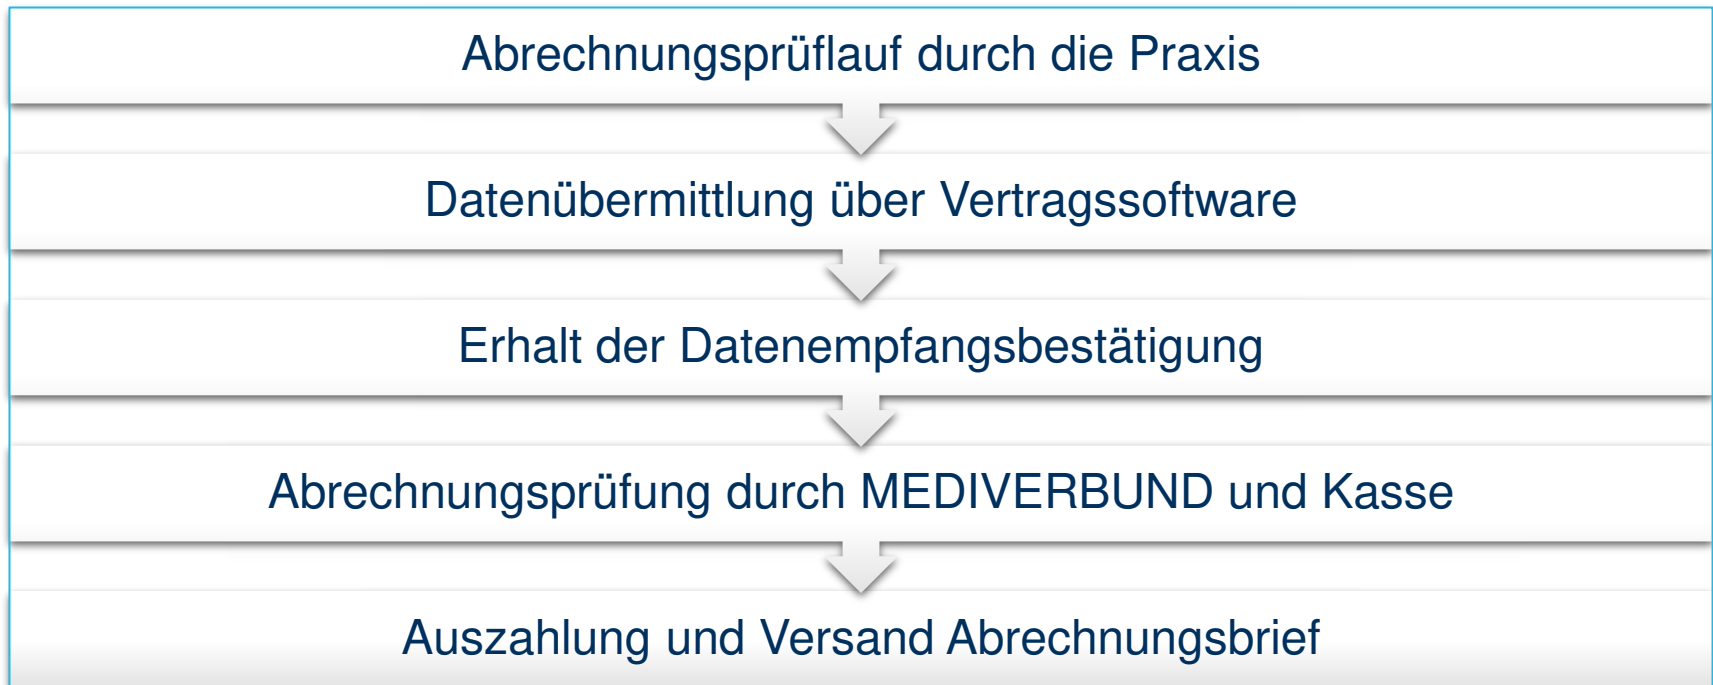 Abrechnungsprüflauf durch die Praxis
Datenübermittlung über Vertragssoftware
Erhalt der Datenempfangsbestätigung
Abrechnungsprüfung durch MEDIVERBUND und Kasse
Auszahlung und Versand Abrechnungsbrief